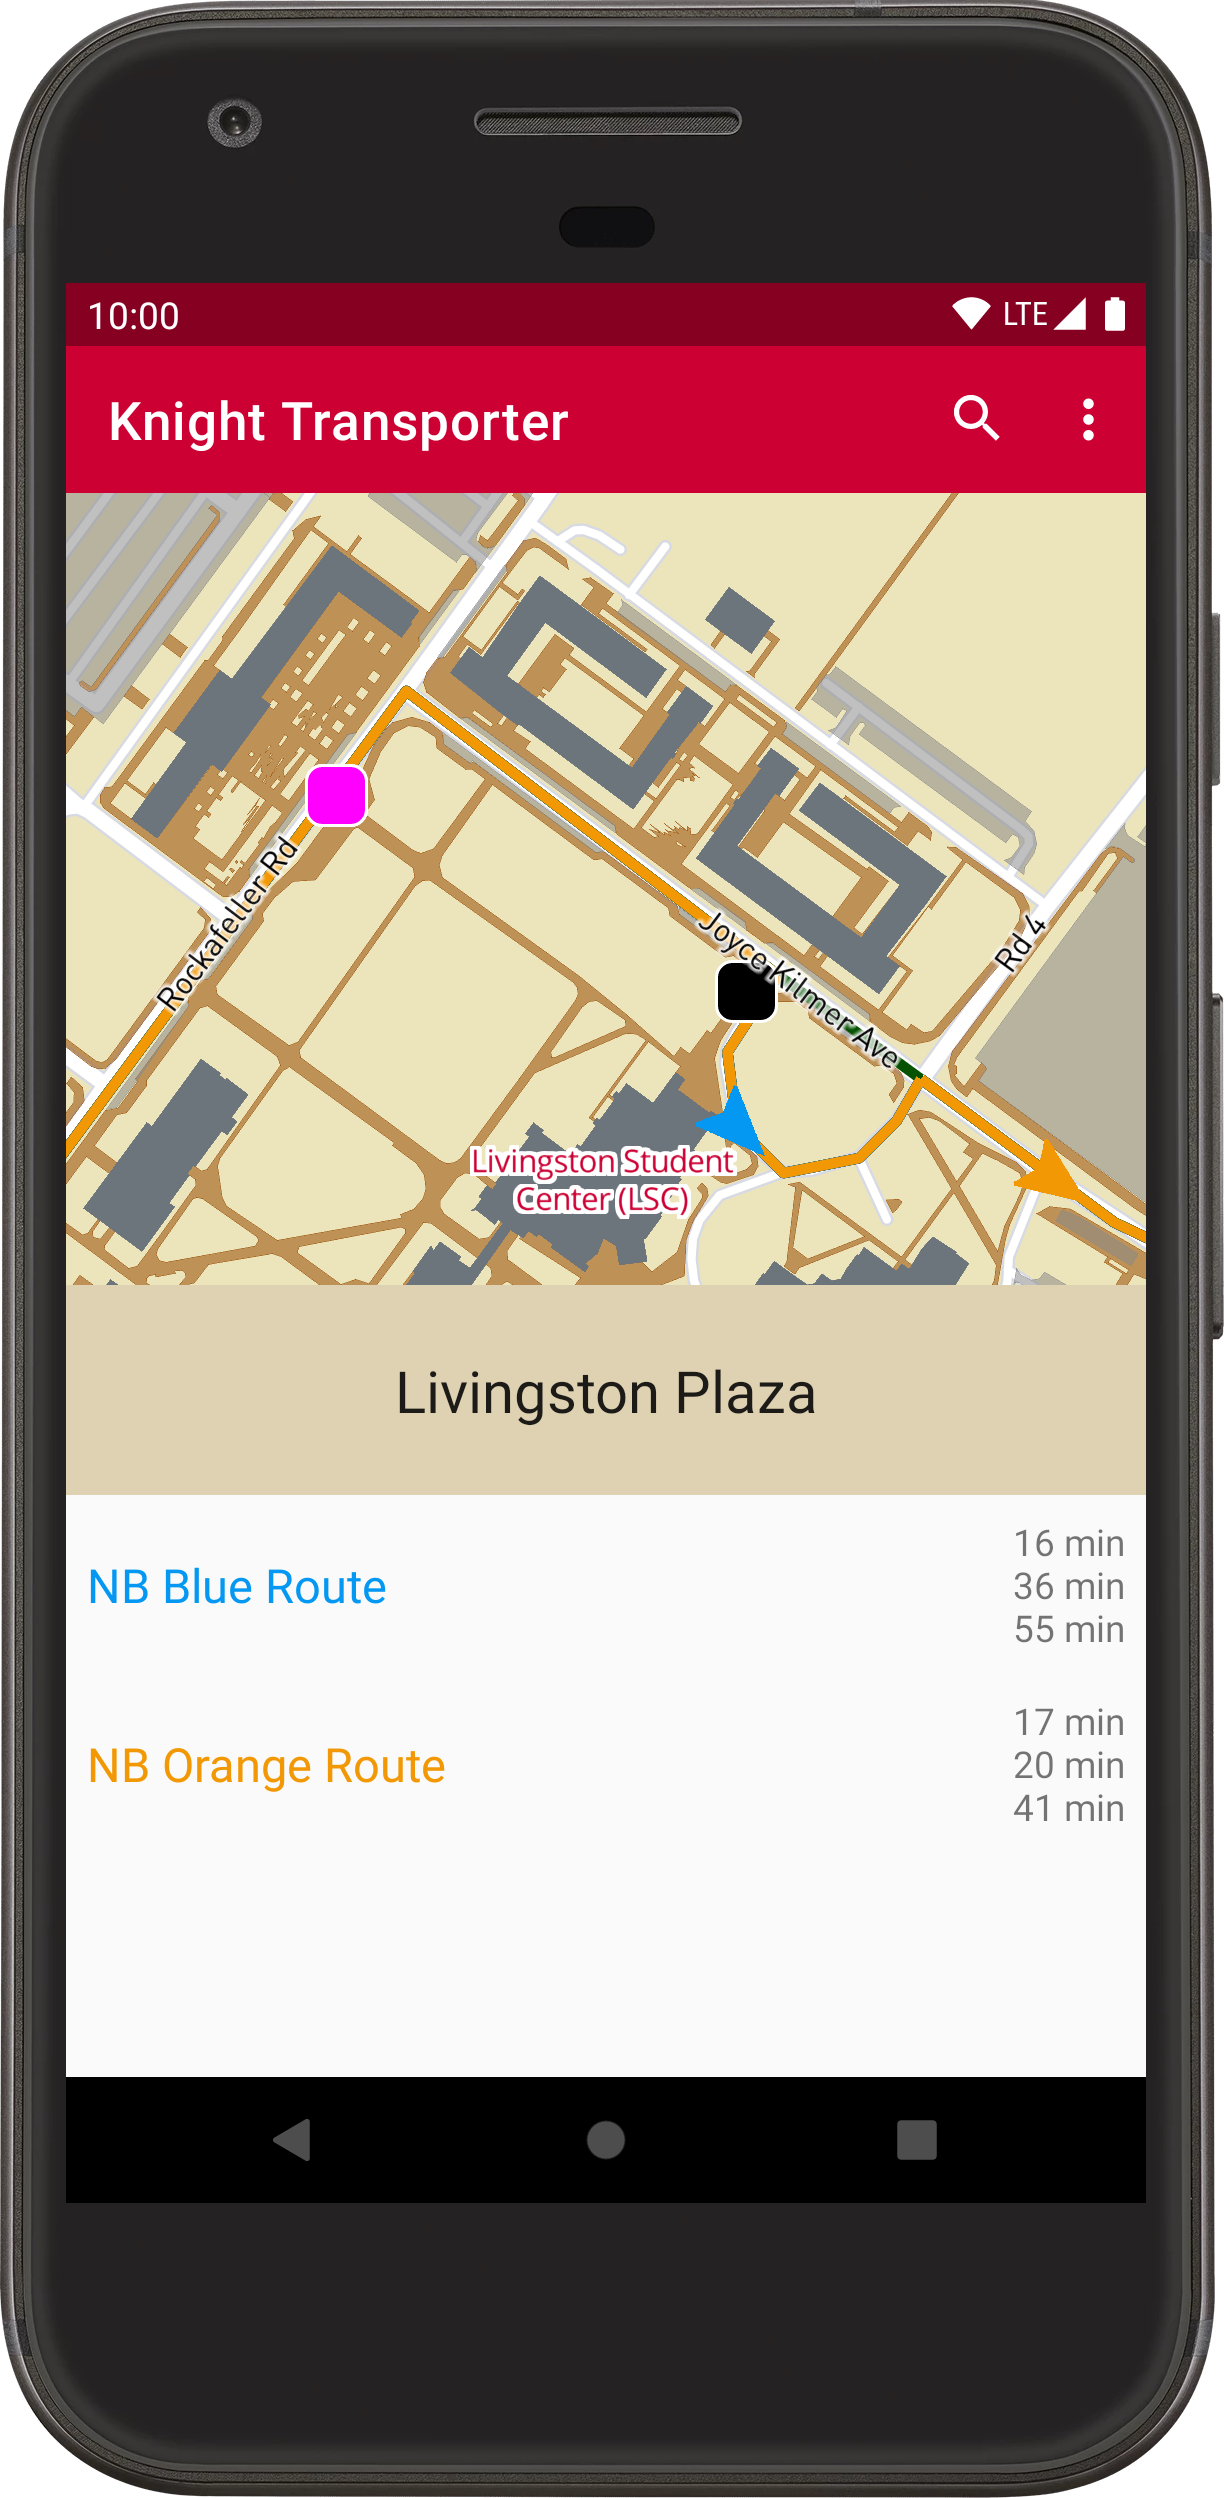 10:00
LTE
Knight Transporter
Rockafeller Rd
Joyce Kilmer Ave
Rd 4
Livingston Student
Center (LSC)
Livingston Plaza
NB Blue Route
16 min
36 min
55 min
NB Orange Route
17 min
20 min
41 min